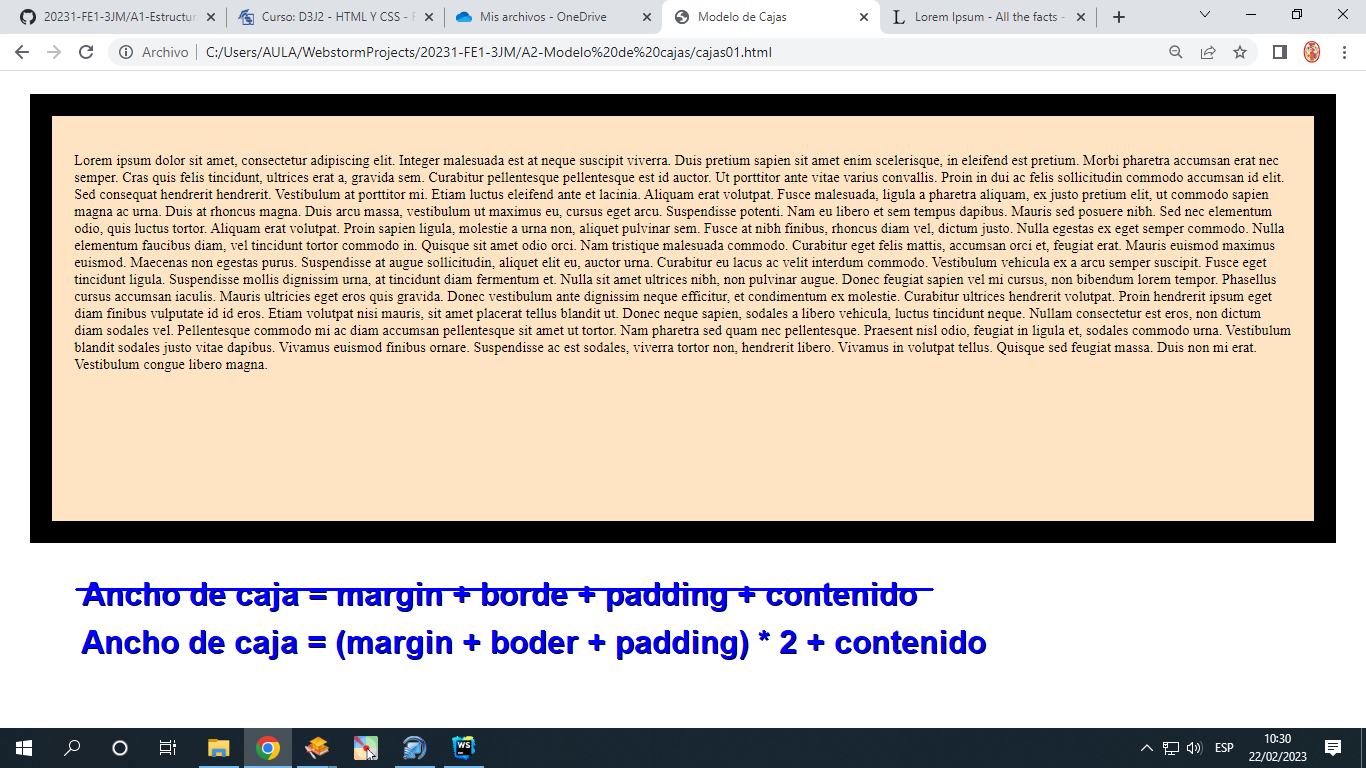 20231-FE1-3JM/A1-Estructur
Curso: D3J2 - HTML Y CSS - F
Mis archivos - OneDrive
Modelo de Cajas
Lorem Ipsum - All the facts -
Archivo
C:/Users/AULA/WebstormProjects/20231-FE1-3JM/A2-Modelo%20de%20cajas/cajas01.html
Lorem ipsum dolor sit amet, consectetur adipiscing elit. Integer malesuada est at neque suscipit viverra. Duis pretium sapien sit amet enim scelerisque, in eleifend est pretium. Morbi pharetra accumsan erat nec
semper. Cras quis felis tincidunt, ultrices erat a, gravida sem. Curabitur pellentesque pellentesque est id auctor. Ut porttitor ante vitae varius convallis. Proin in dui ac felis sollicitudin commodo accumsan id elit.
Sed consequat hendrerit hendrerit. Vestibulum at porttitor mi. Etiam luctus eleifend ante et lacinia. Aliquam erat volutpat. Fusce malesuada, ligula a pharetra aliquam, ex justo pretium elit, ut commodo sapien
magna ac urna. Duis at rhoncus magna. Duis arcu massa, vestibulum ut maximus eu, cursus eget arcu. Suspendisse potenti. Nam eu libero et sem tempus dapibus. Mauris sed posuere nibh. Sed nec elementum
odio, quis luctus tortor. Aliquam erat volutpat. Proin sapien ligula, molestie a urna non, aliquet pulvinar sem. Fusce at nibh finibus, rhoncus diam vel, dictum justo. Nulla egestas ex eget semper commodo. Nulla
elementum faucibus diam, vel tincidunt tortor commodo in. Quisque sit amet odio orci. Nam tristique malesuada commodo. Curabitur eget felis mattis, accumsan orci et, feugiat erat. Mauris euismod maximus
euismod. Maecenas non egestas purus. Suspendisse at augue sollicitudin, aliquet elit eu, auctor urna. Curabitur eu lacus ac velit interdum commodo. Vestibulum vehicula ex a arcu semper suscipit. Fusce eget
tincidunt ligula. Suspendisse mollis dignissim urna, at tincidunt diam fermentum et. Nulla sit amet ultrices nibh, non pulvinar augue. Donec feugiat sapien vel mi cursus, non bibendum lorem tempor. Phasellus
cursus accumsan iaculis. Mauris ultricies eget eros quis gravida. Donec vestibulum ante dignissim neque efficitur, et condimentum ex molestie. Curabitur ultrices hendrerit volutpat. Proin hendrerit ipsum eget
diam finibus vulputate id id eros. Etiam volutpat nisi mauris, sit amet placerat tellus blandit ut. Donec neque sapien, sodales a libero vehicula, luctus tincidunt neque. Nullam consectetur est eros, non dictum
diam sodales vel. Pellentesque commodo mi ac diam accumsan pellentesque sit amet ut tortor. Nam pharetra sed quam nec pellentesque. Praesent nisl odio, feugiat in ligula et, sodales commodo urna. Vestibulum
blandit sodales justo vitae dapibus. Vivamus euismod finibus ornare. Suspendisse ac est sodales, viverra tortor non, hendrerit libero. Vivamus in volutpat tellus. Quisque sed feugiat massa. Duis non mi erat.
Vestibulum congue libero magna.
Ancho de caja = margin + borde + padding + contenido
Ancho de caja = (margin + boder + padding) * 2 + contenido
WS
ESP
10:30
22/02/2023